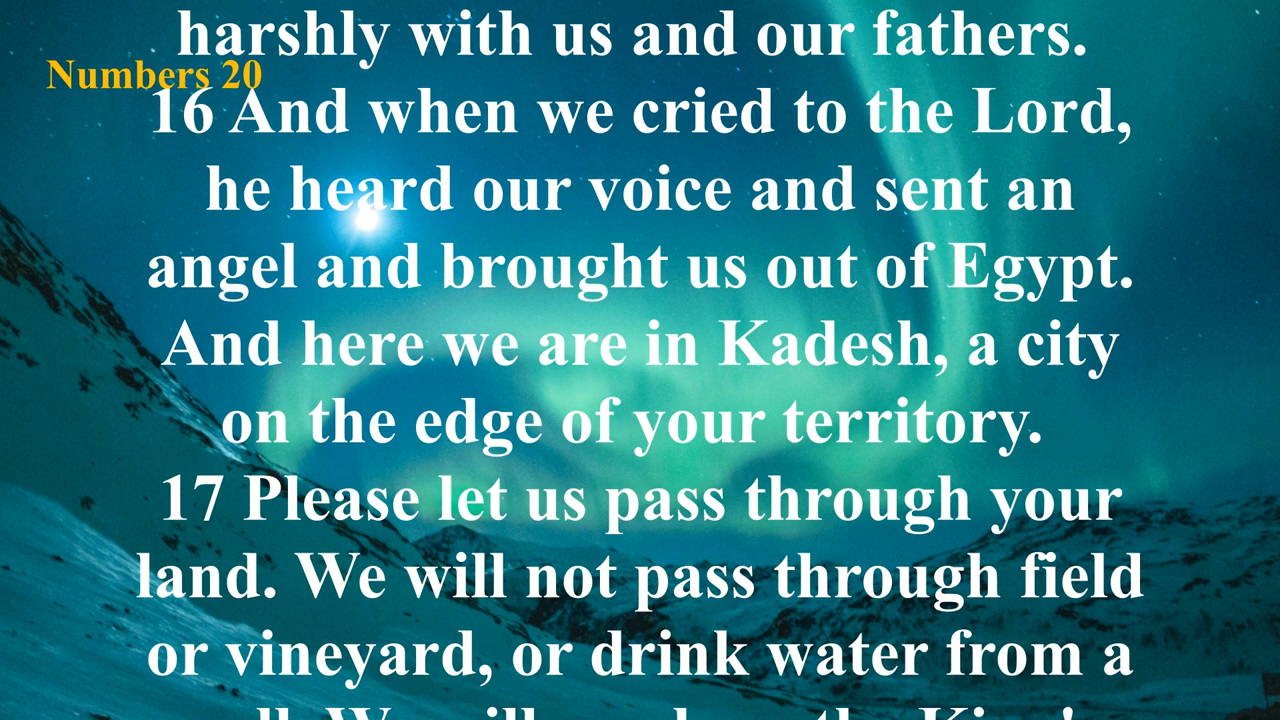 harshly with us and our fathers.
Numbers 20
16 And when we cried to the Lord,
he heard our voice and sent an
angel and brought us out of Egypt.
And here we are in Kadesh, a city
on the edge of your territory.
17 Please let us pass through your
land. We will not pass through field
or vineyard, or drink water from a